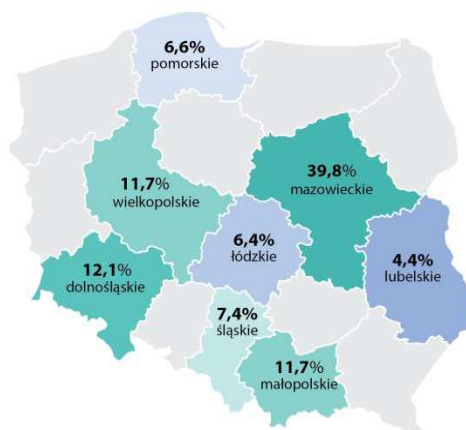 6,6%
pomorskie
11,7%
wielkopolskie
39,8%
mazowieckie
6,4%
łódzkie
12,1%
dolnośląskie
4,4%
lubelskie
7,4%
śląskie
11,7%
małopolskie